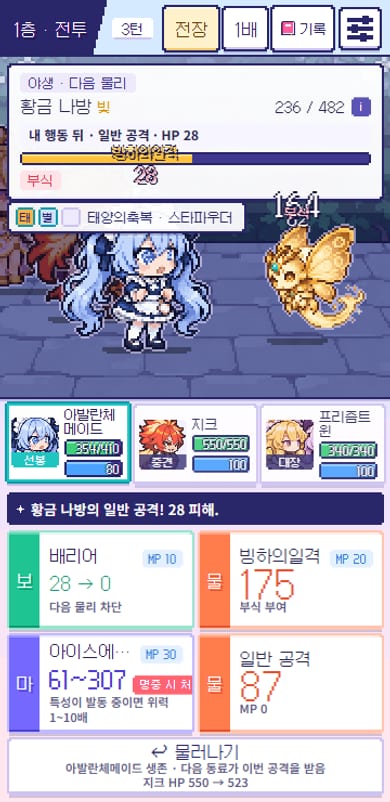 1층 · 전투
3턴
전장
1배
기록
야생 · 다음 물리
황금 나방 빛
236 / 482
i
내 행동 뒤 · 일반 공격 · HP 28
빙하의일격
28
부식
164
태 별 태양의축복 · 스타파우더
아발란체
메이드
354/410
80
선봉
지크
550/550
100
중견
프리즘트
윈
340/340
100
대장
+ 황금 나방의 일반 공격! 28 피해.
보
배리어
MP 10
28 → 0
다음 물리 차단
물
빙하의일격
MP 20
175
부식 부여
마
아이스에…
MP 30
61~307
명중 시 처
특성이 발동 중이면 위력
1~10배
물
일반 공격
87
MP 0
↩ 물러나기
아발란체메이드 생존 · 다음 동료가 이번 공격을 받음
지크 HP 550 → 523